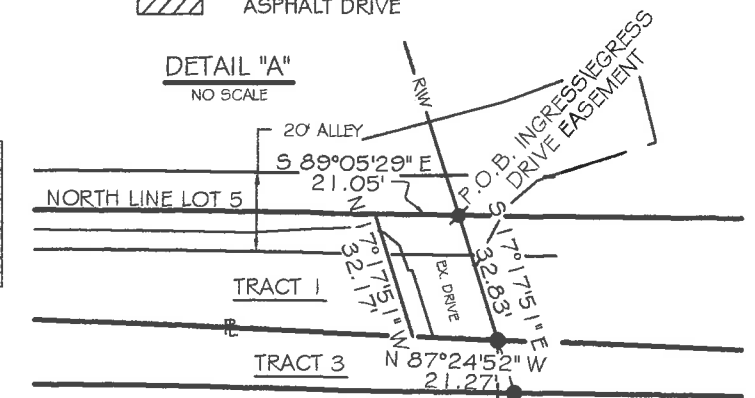 ASPHALT DRIVE
DETAIL "A"
NO SCALE
R\W
P.O.B. INGRESS\EGRESS
DRIVE EASEMENT
20' ALLEY
S 89°05'29" E
21.05'
NORTH LINE LOT 5
N 17°17'51" W
32.17'
EX. DRIVE
S 17°17'51" E
32.83'
TRACT 1
PL
N 87°24'52" W
21.27'
TRACT 3